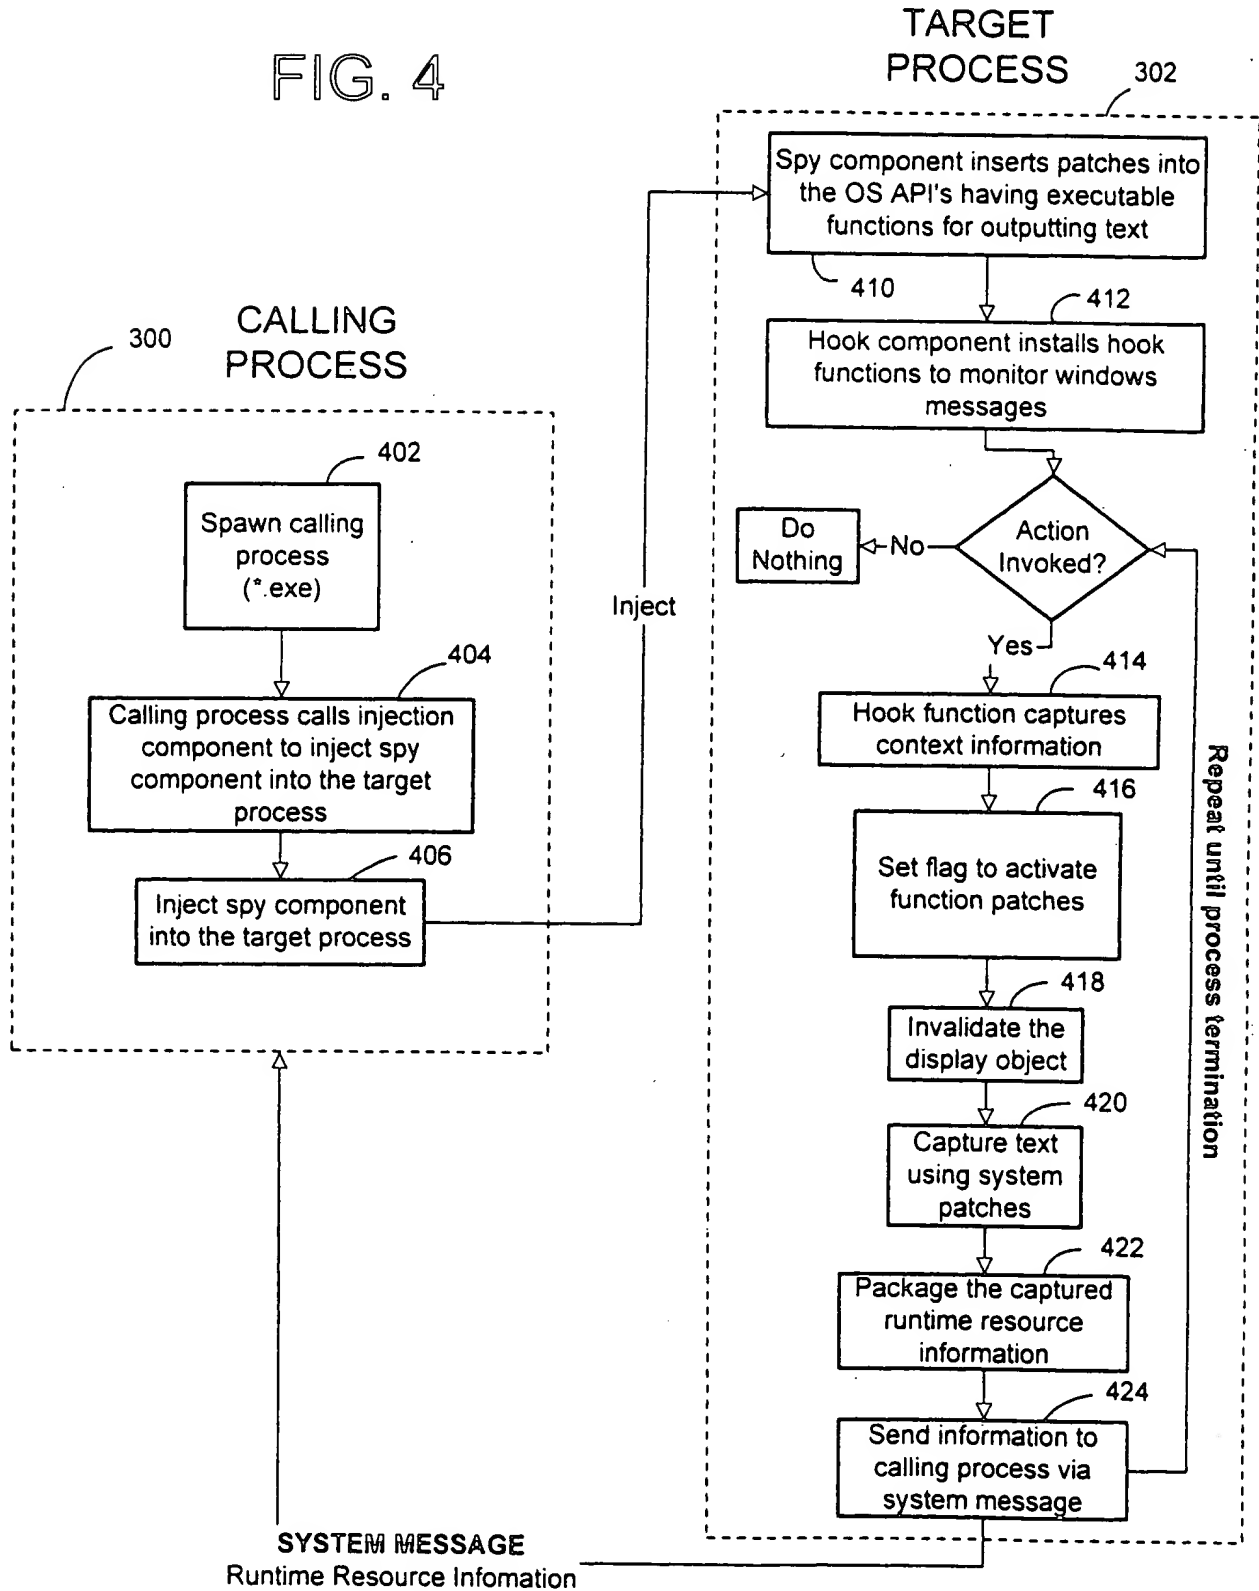 FIG. 4
TARGET
PROCESS
302
Spy component inserts patches into
the OS API's having executable
functions for outputting text
410
412
Hook component installs hook
functions to monitor windows
messages
CALLING
PROCESS
300
402
Spawn calling
process
(*.exe)
404
Calling process calls injection
component to inject spy
component into the target
process
406
Inject spy component
into the target process
Inject
Action
Invoked?
No
Do
Nothing
Yes
414
Hook function captures
context information
416
Set flag to activate
function patches
418
Invalidate the
display object
420
Capture text
using system
patches
422
Package the captured
runtime resource
information
424
Send information to
calling process via
system message
Repeat until process termination
SYSTEM MESSAGE
Runtime Resource Infomation